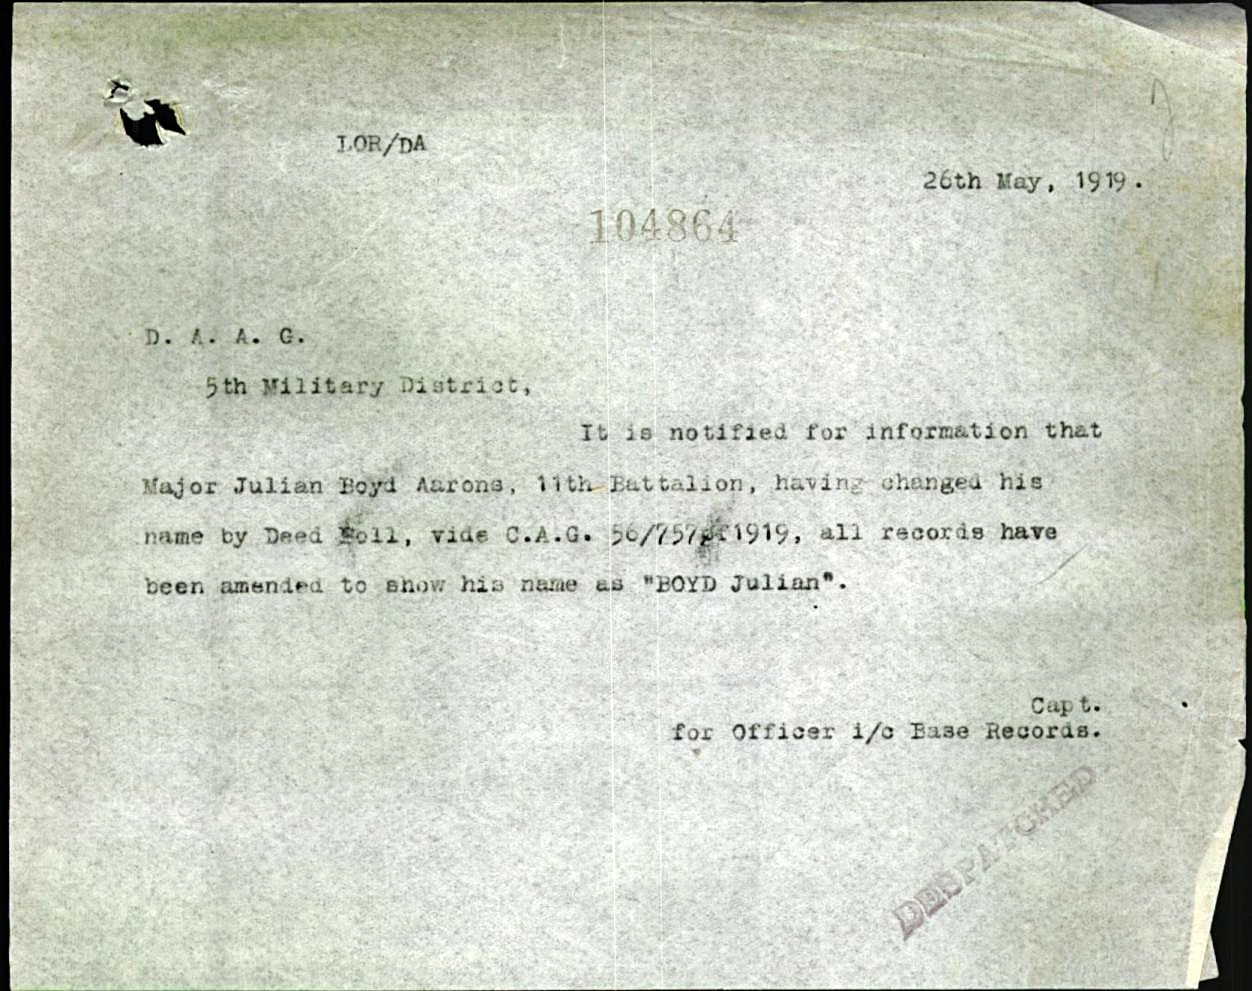 LOR/DA
26th May, 1919.
104864
D. A. A. G.
5th Military District,
It is notified for information that
Major Julian Boyd Aarons, 11th Battalion, having changed his
name by Deed Poll, vide C.A.G. 56/757 of 1919, all records have
been amended to show his name as "BOYD Julian".
Capt.
for Officer i/c Base Records.
DESPATCHED